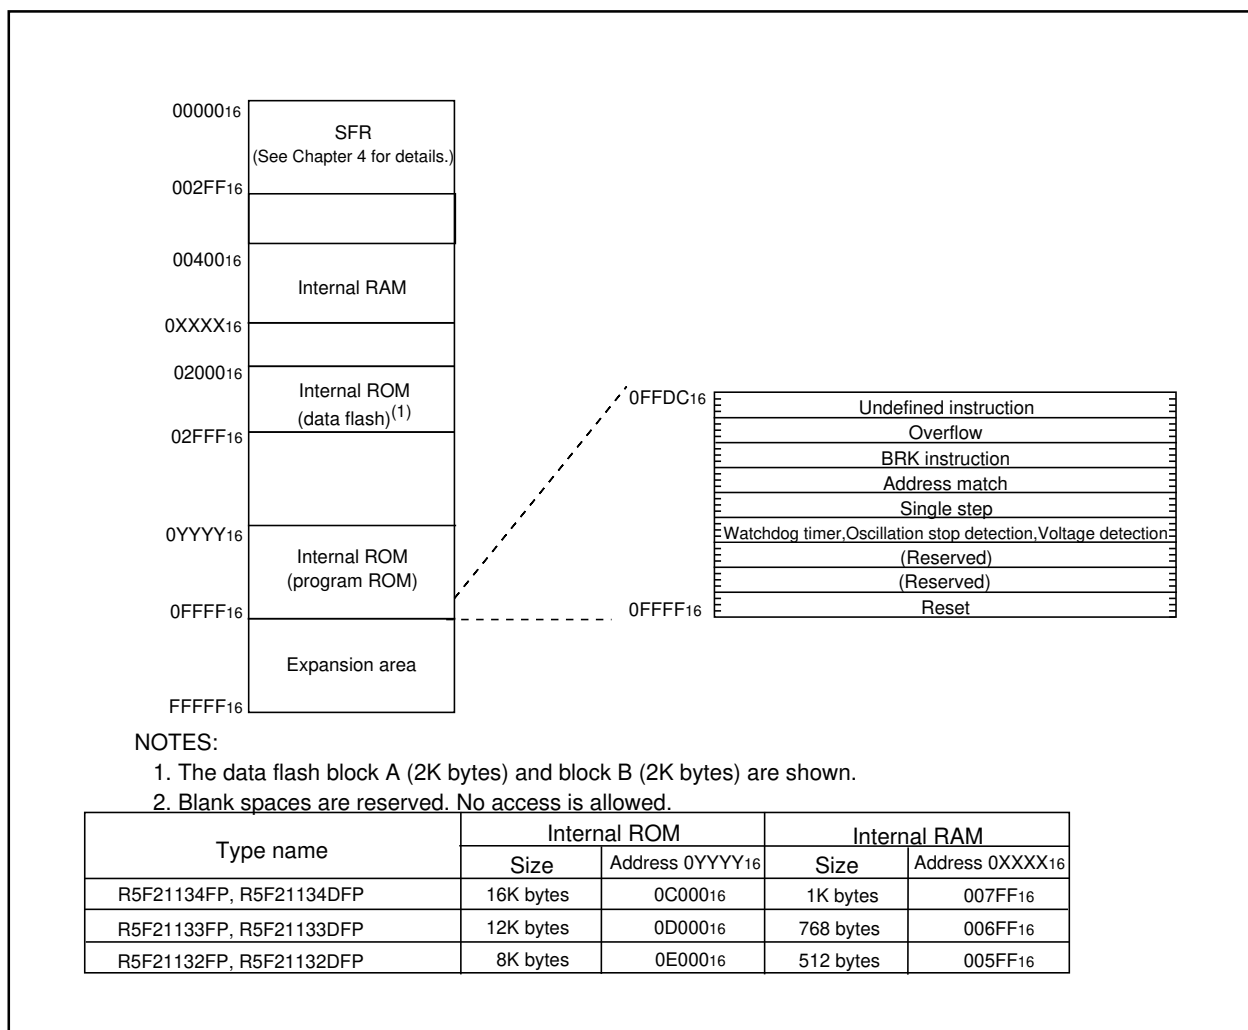 0000016
SFR
(See Chapter 4 for details.)
002FF16
0040016
Internal RAM
0XXXX16
0200016
Internal ROM
(data flash)(1)
02FFF16
0YYYY16
Internal ROM
(program ROM)
0FFFF16
Expansion area
FFFFF16
0FFDC16
Undefined instruction
Overflow
BRK instruction
Address match
Single step
Watchdog timer,Oscillation stop detection,Voltage detection
(Reserved)
(Reserved)
0FFFF16
Reset
NOTES:
1. The data flash block A (2K bytes) and block B (2K bytes) are shown.
2. Blank spaces are reserved. No access is allowed.
Type name Internal ROM Internal RAM
Size Address 0YYYY16 Size Address 0XXXX16
R5F21134FP, R5F21134DFP 16K bytes 0C00016 1K bytes 007FF16
R5F21133FP, R5F21133DFP 12K bytes 0D00016 768 bytes 006FF16
R5F21132FP, R5F21132DFP 8K bytes 0E00016 512 bytes 005FF16